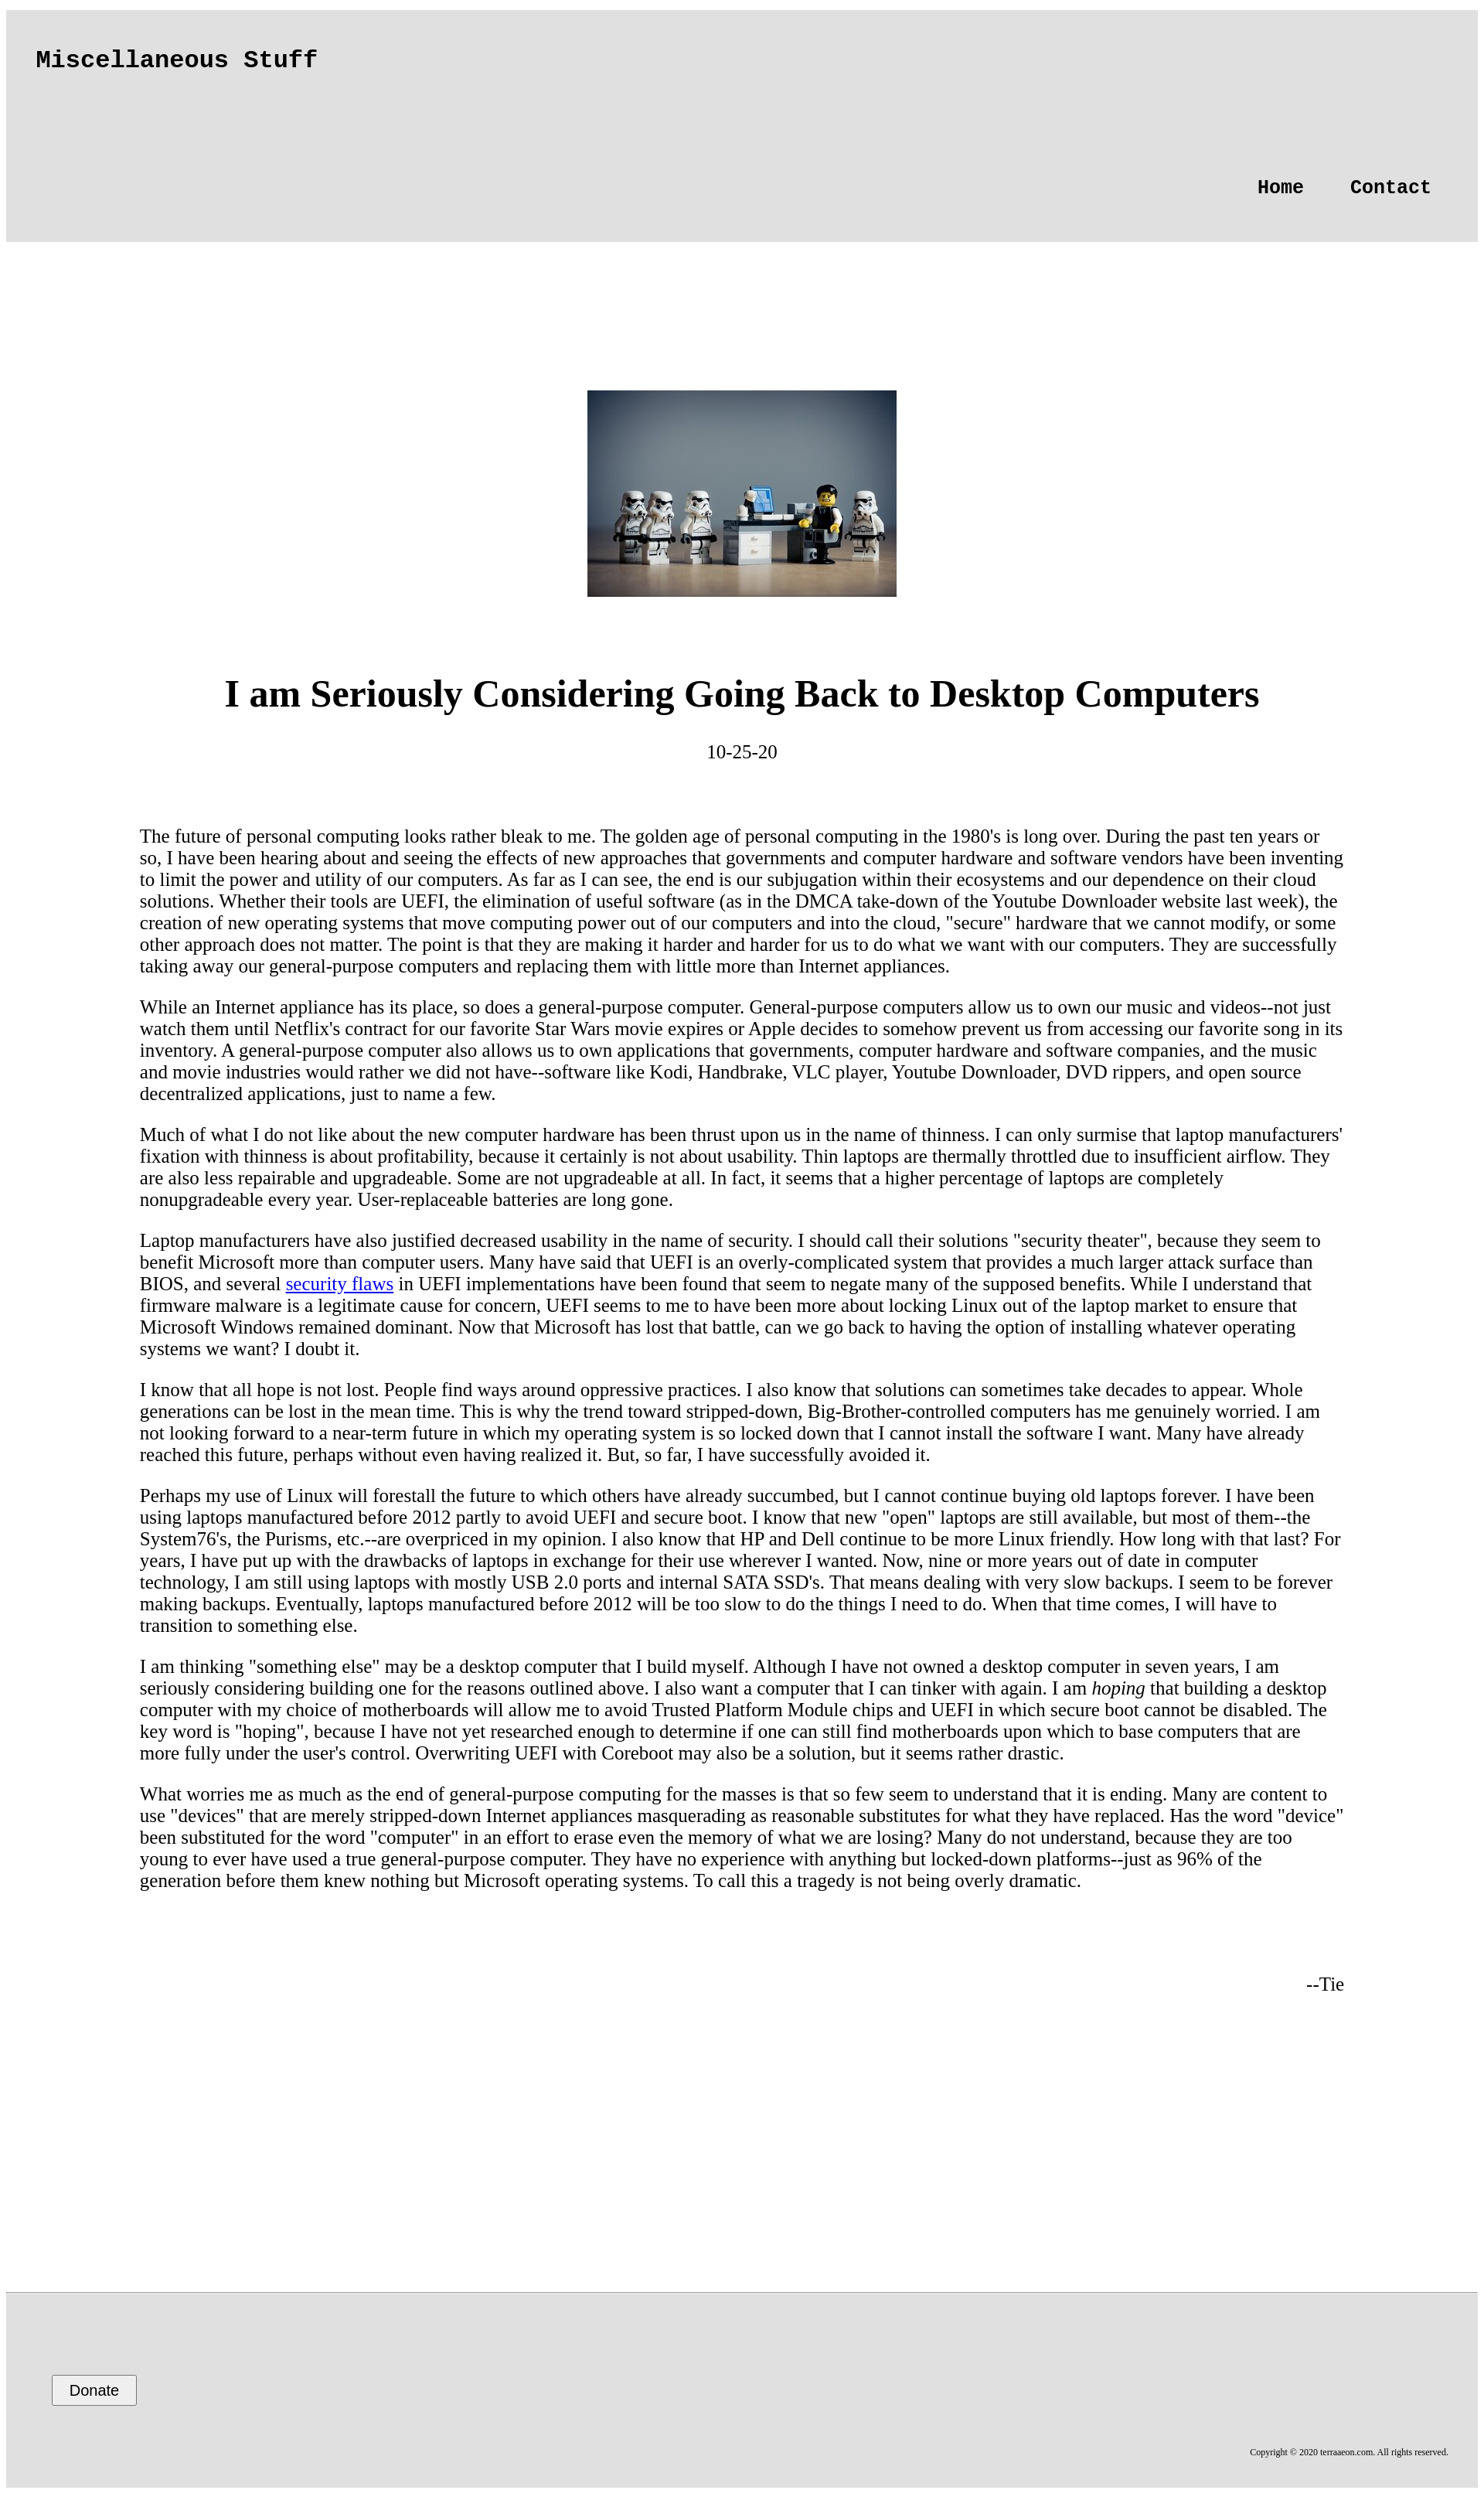 Miscellaneous Stuff
Home Contact
I am Seriously Considering Going Back to Desktop Computers
10-25-20
The future of personal computing looks rather bleak to me. The golden age of personal computing in the 1980's is long over. During the past ten years or
so, I have been hearing about and seeing the effects of new approaches that governments and computer hardware and software vendors have been inventing
to limit the power and utility of our computers. As far as I can see, the end is our subjugation within their ecosystems and our dependence on their cloud
solutions. Whether their tools are UEFI, the elimination of useful software (as in the DMCA take-down of the Youtube Downloader website last week), the
creation of new operating systems that move computing power out of our computers and into the cloud, "secure" hardware that we cannot modify, or some
other approach does not matter. The point is that they are making it harder and harder for us to do what we want with our computers. They are successfully
taking away our general-purpose computers and replacing them with little more than Internet appliances.
While an Internet appliance has its place, so does a general-purpose computer. General-purpose computers allow us to own our music and videos--not just
watch them until Netflix's contract for our favorite Star Wars movie expires or Apple decides to somehow prevent us from accessing our favorite song in its
inventory. A general-purpose computer also allows us to own applications that governments, computer hardware and software companies, and the music
and movie industries would rather we did not have--software like Kodi, Handbrake, VLC player, Youtube Downloader, DVD rippers, and open source
decentralized applications, just to name a few.
Much of what I do not like about the new computer hardware has been thrust upon us in the name of thinness. I can only surmise that laptop manufacturers'
fixation with thinness is about profitability, because it certainly is not about usability. Thin laptops are thermally throttled due to insufficient airflow. They
are also less repairable and upgradeable. Some are not upgradeable at all. In fact, it seems that a higher percentage of laptops are completely
nonupgradeable every year. User-replaceable batteries are long gone.
Laptop manufacturers have also justified decreased usability in the name of security. I should call their solutions "security theater", because they seem to
benefit Microsoft more than computer users. Many have said that UEFI is an overly-complicated system that provides a much larger attack surface than
BIOS, and several security flaws in UEFI implementations have been found that seem to negate many of the supposed benefits. While I understand that
firmware malware is a legitimate cause for concern, UEFI seems to me to have been more about locking Linux out of the laptop market to ensure that
Microsoft Windows remained dominant. Now that Microsoft has lost that battle, can we go back to having the option of installing whatever operating
systems we want? I doubt it.
I know that all hope is not lost. People find ways around oppressive practices. I also know that solutions can sometimes take decades to appear. Whole
generations can be lost in the mean time. This is why the trend toward stripped-down, Big-Brother-controlled computers has me genuinely worried. I am
not looking forward to a near-term future in which my operating system is so locked down that I cannot install the software I want. Many have already
reached this future, perhaps without even having realized it. But, so far, I have successfully avoided it.
Perhaps my use of Linux will forestall the future to which others have already succumbed, but I cannot continue buying old laptops forever. I have been
using laptops manufactured before 2012 partly to avoid UEFI and secure boot. I know that new "open" laptops are still available, but most of them--the
System76's, the Purisms, etc.--are overpriced in my opinion. I also know that HP and Dell continue to be more Linux friendly. How long with that last? For
years, I have put up with the drawbacks of laptops in exchange for their use wherever I wanted. Now, nine or more years out of date in computer
technology, I am still using laptops with mostly USB 2.0 ports and internal SATA SSD's. That means dealing with very slow backups. I seem to be forever
making backups. Eventually, laptops manufactured before 2012 will be too slow to do the things I need to do. When that time comes, I will have to
transition to something else.
I am thinking "something else" may be a desktop computer that I build myself. Although I have not owned a desktop computer in seven years, I am
seriously considering building one for the reasons outlined above. I also want a computer that I can tinker with again. I am hoping that building a desktop
computer with my choice of motherboards will allow me to avoid Trusted Platform Module chips and UEFI in which secure boot cannot be disabled. The
key word is "hoping", because I have not yet researched enough to determine if one can still find motherboards upon which to base computers that are
more fully under the user's control. Overwriting UEFI with Coreboot may also be a solution, but it seems rather drastic.
What worries me as much as the end of general-purpose computing for the masses is that so few seem to understand that it is ending. Many are content to
use "devices" that are merely stripped-down Internet appliances masquerading as reasonable substitutes for what they have replaced. Has the word "device"
been substituted for the word "computer" in an effort to erase even the memory of what we are losing? Many do not understand, because they are too
young to ever have used a true general-purpose computer. They have no experience with anything but locked-down platforms--just as 96% of the
generation before them knew nothing but Microsoft operating systems. To call this a tragedy is not being overly dramatic.
--Tie
Donate
Copyright © 2020 terraaeon.com. All rights reserved.